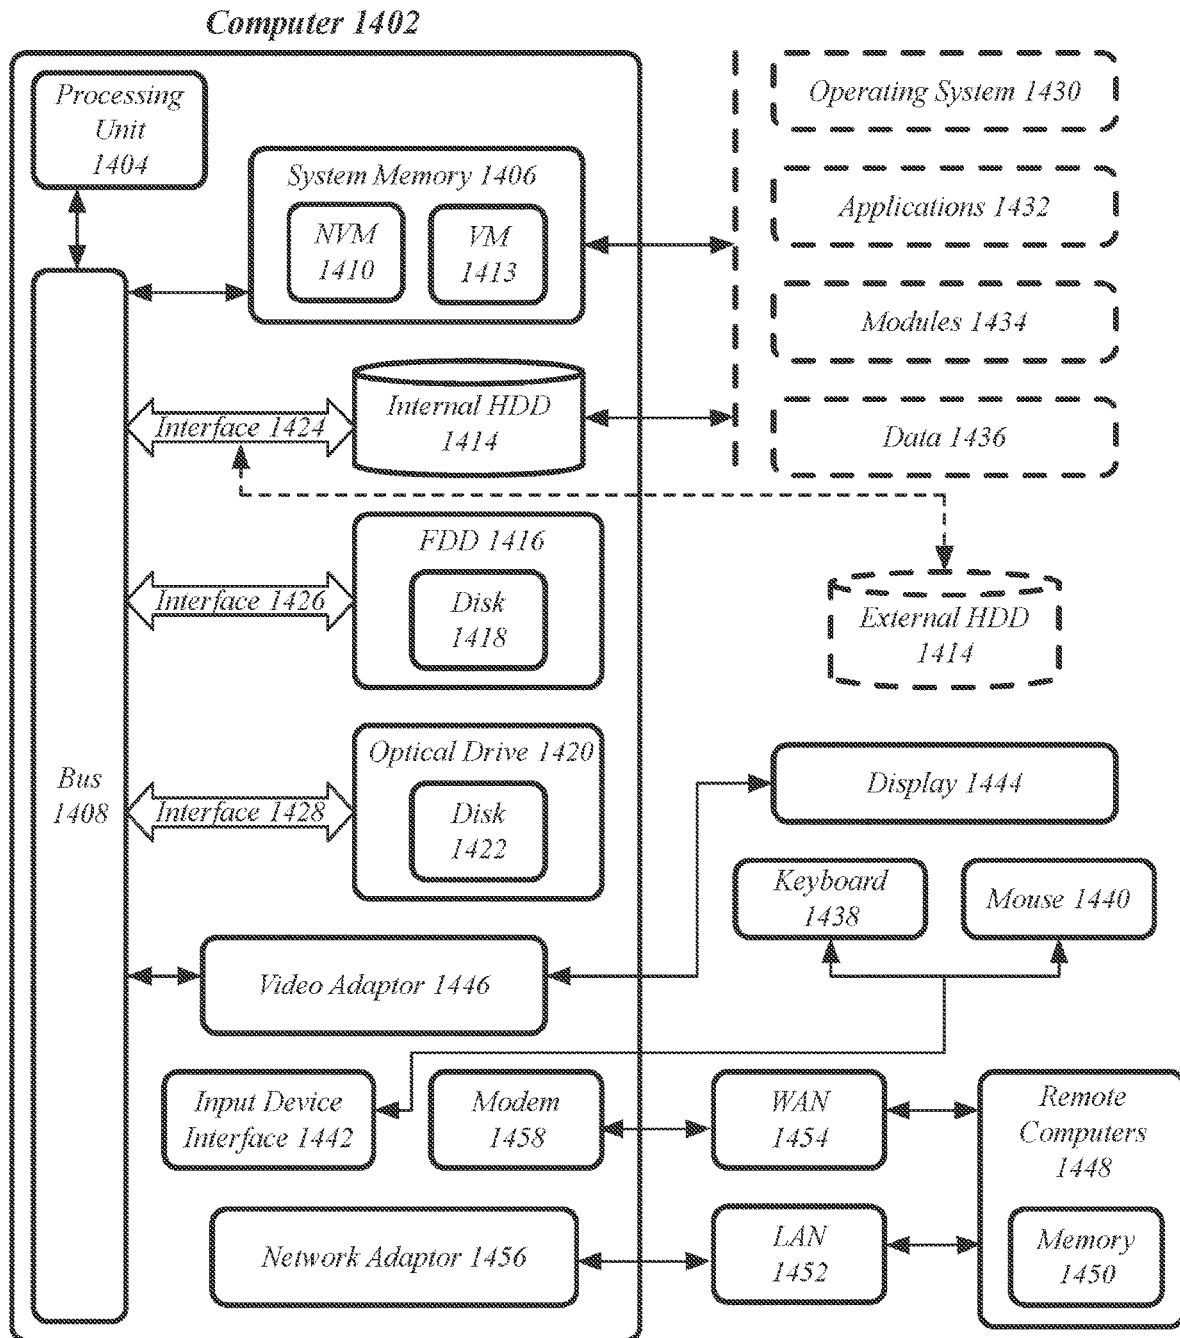 Computer 1402
Processing
Unit
1404
System Memory 1406
NVM
1410
VM
1413
Operating System 1430
Applications 1432
Modules 1434
Data 1436
Interface 1424
Internal HDD
1414
FDD 1416
Interface 1426
Disk
1418
External HDD
1414
Bus
1408
Optical Drive 1420
Interface 1428
Disk
1422
Display 1444
Keyboard
1438
Mouse 1440
Video Adaptor 1446
Input Device
Interface 1442
Modem
1458
WAN
1454
Remote
Computers
1448
Network Adaptor 1456
LAN
1452
Memory
1450